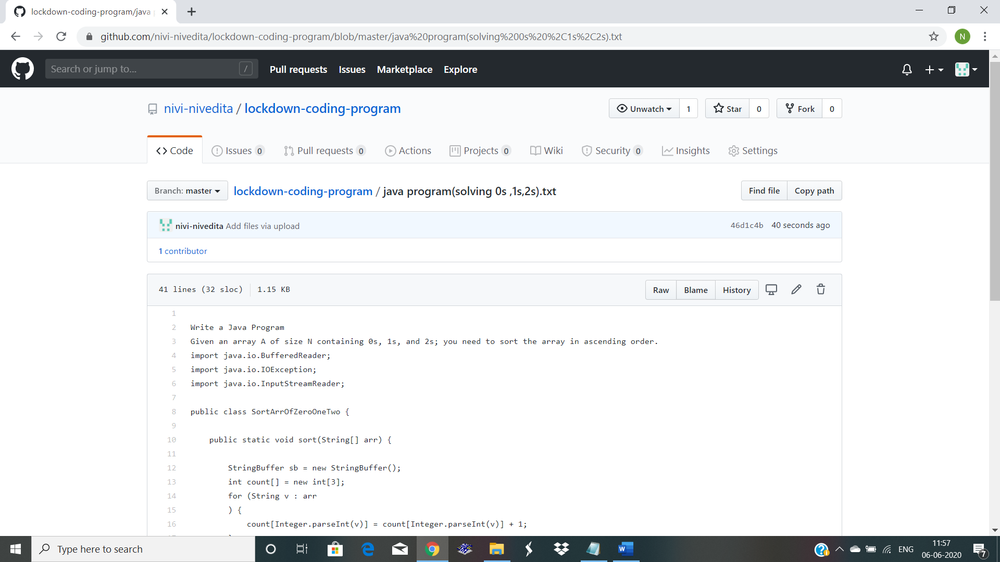 lockdown-coding-program/java
github.com/nivi-nivedita/lockdown-coding-program/blob/master/java%20program(solving%200s%20%2C1s%2C2s).txt
N
Search or jump to...
/
Pull requests
Issues
Marketplace
Explore
nivi-nivedita / lockdown-coding-program
Unwatch 1
Star 0
Fork 0
Code
Issues 0
Pull requests 0
Actions
Projects 0
Wiki
Security 0
Insights
Settings
Branch: master
lockdown-coding-program / java program(solving 0s ,1s,2s).txt
Find file
Copy path
nivi-nivedita Add files via upload
46d1c4b 40 seconds ago
1 contributor
41 lines (32 sloc) 1.15 KB
Raw
Blame
History
1
2 Write a Java Program
3 Given an array A of size N containing 0s, 1s, and 2s; you need to sort the array in ascending order.
4 import java.io.BufferedReader;
5 import java.io.IOException;
6 import java.io.InputStreamReader;
7
8 public class SortArrOfZeroOneTwo {
9
10 public static void sort(String[] arr) {
11
12 StringBuffer sb = new StringBuffer();
13 int count[] = new int[3];
14 for (String v : arr
15 ) {
16 count[Integer.parseInt(v)] = count[Integer.parseInt(v)] + 1;
Type here to search
ENG
11:57
06-06-2020
7